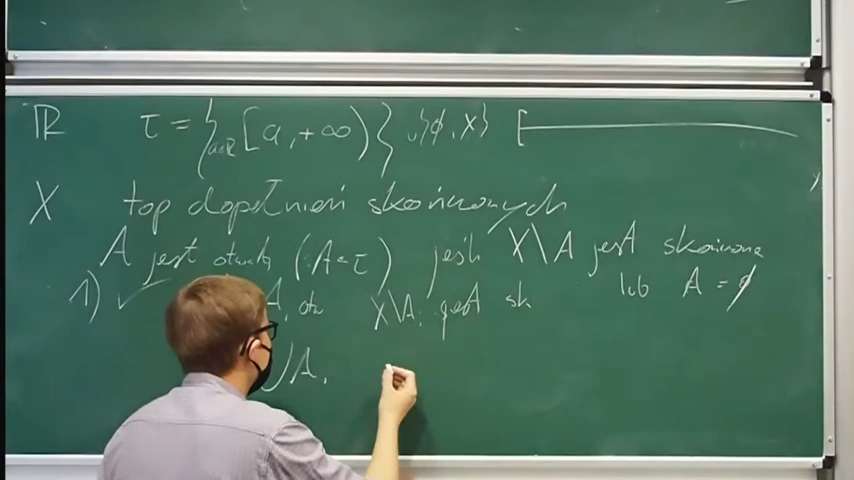 ℝ τ = { [a, +∞) } ∪ {ϕ, X} [
X top dopełnień skończonych
A jest otwarty (: A ∈ τ) jeśli X\A jest skończone
lub A = ϕ
1) ✓ A, otw X\A, jest sk
∪A,